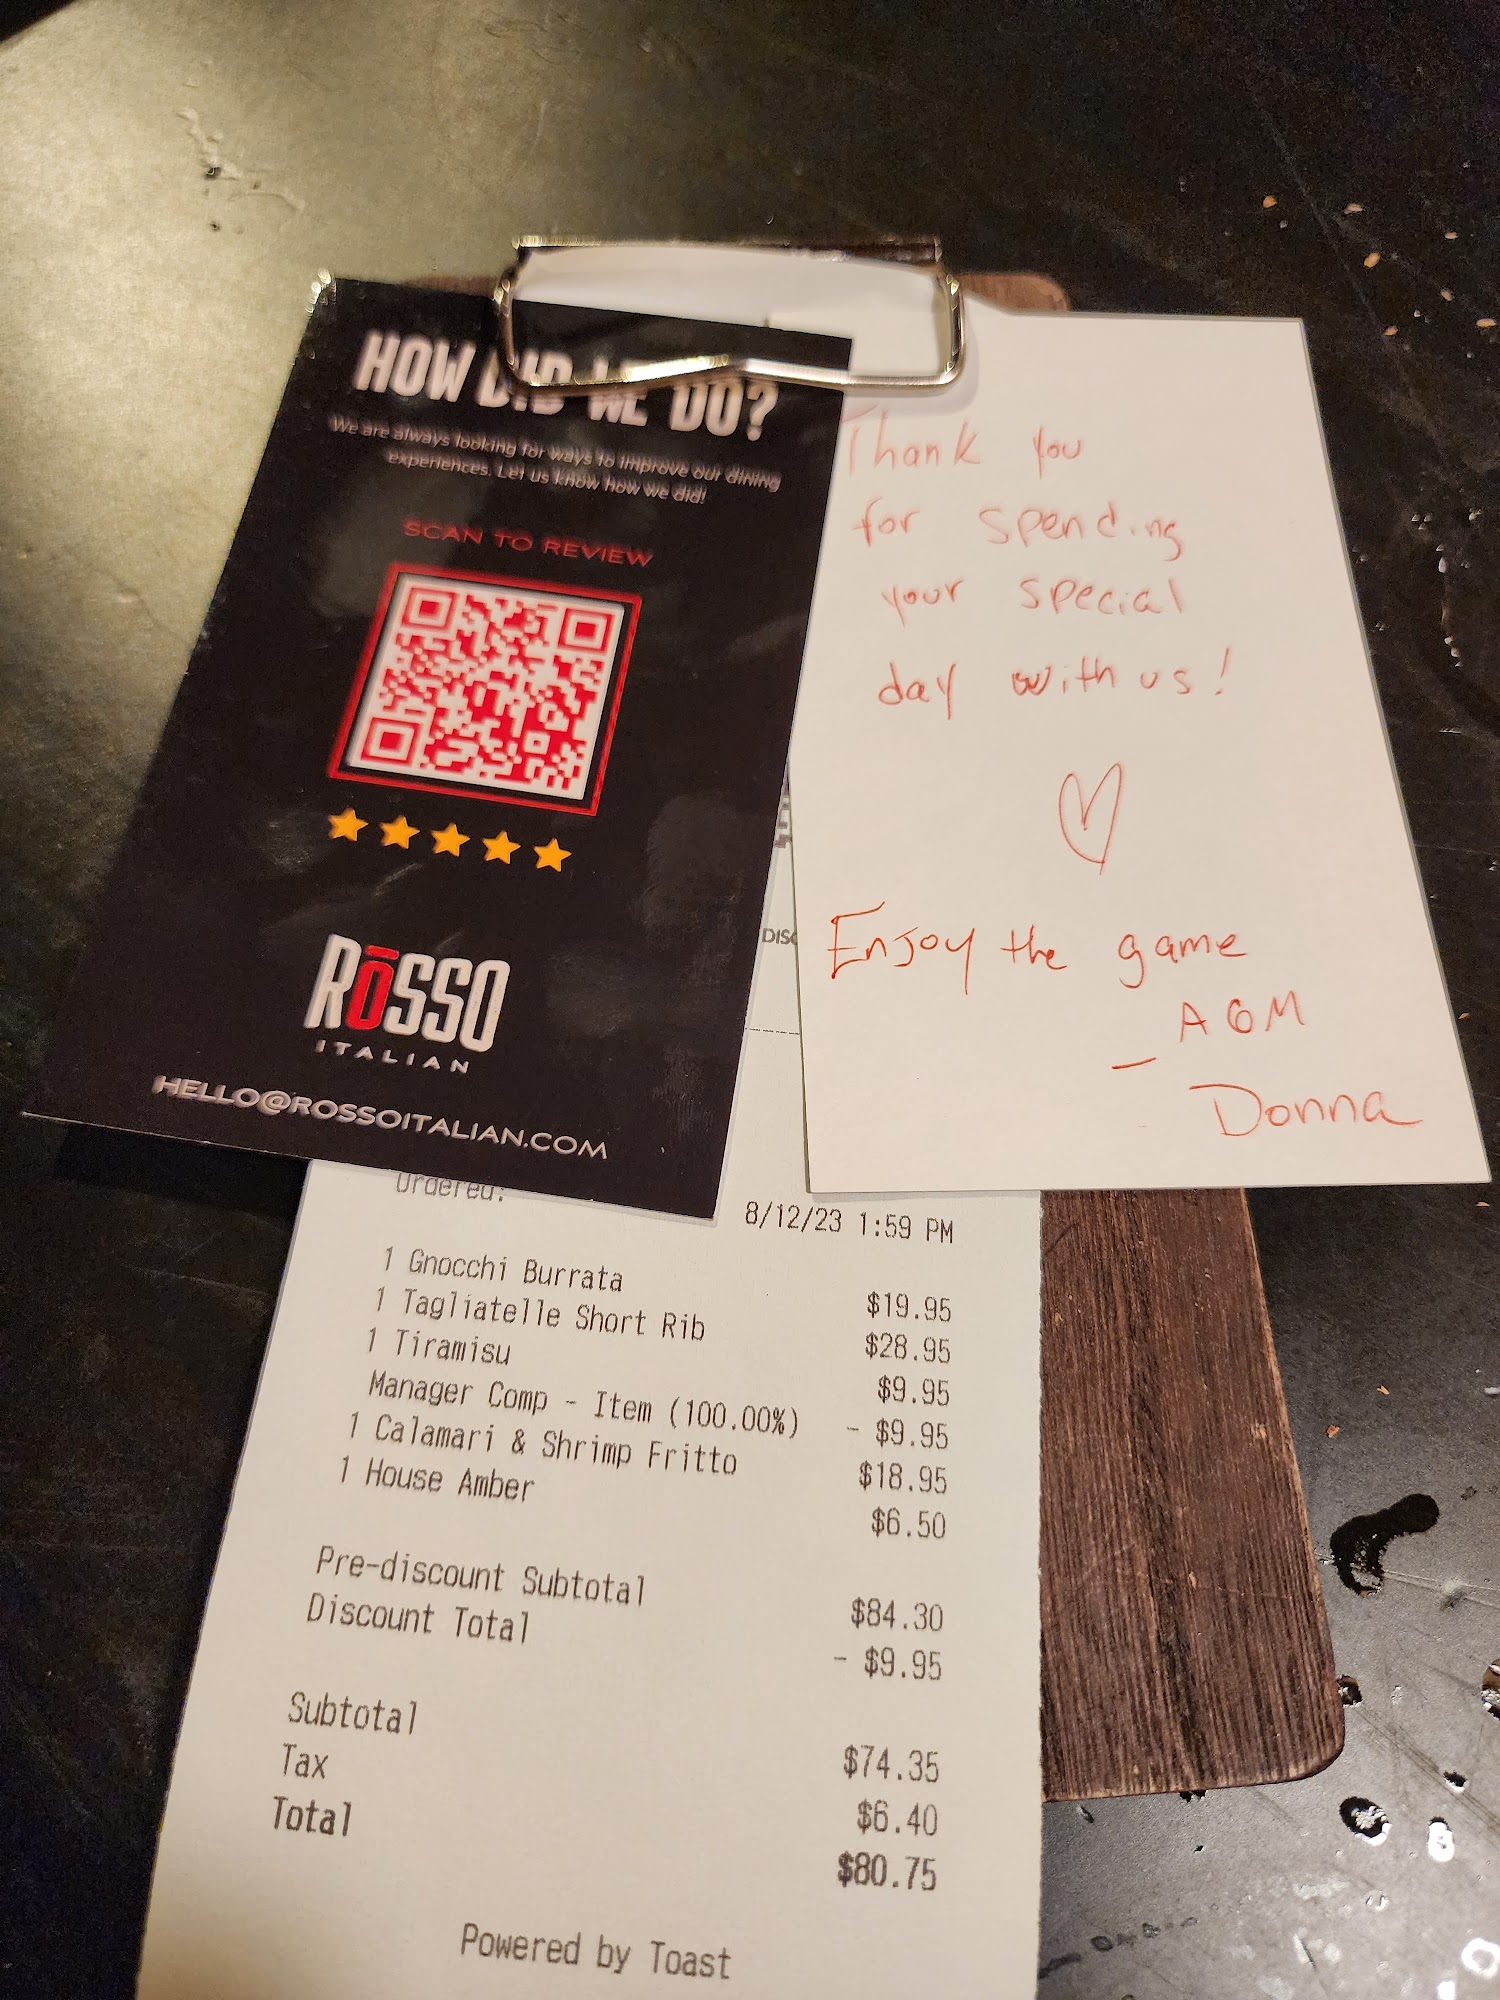 HOW DID WE DO?
We are always looking for ways to improve our dining
experiences. Let us know how we did!
SCAN TO REVIEW
RŌSSO
ITALIAN
HELLO@ROSSOITALIAN.COM
Thank you
for spending
your special
day with us!
Enjoy the game
AGM
- Donna
DISC
Ordered:
8/12/23 1:59 PM
1 Gnocchi Burrata $19.95
1 Tagliatelle Short Rib $28.95
1 Tiramisu $9.95
Manager Comp - Item (100.00%) - $9.95
1 Calamari & Shrimp Fritto $18.95
1 House Amber $6.50
Pre-discount Subtotal $84.30
Discount Total - $9.95
Subtotal $74.35
Tax $6.40
Total $80.75
Powered by Toast